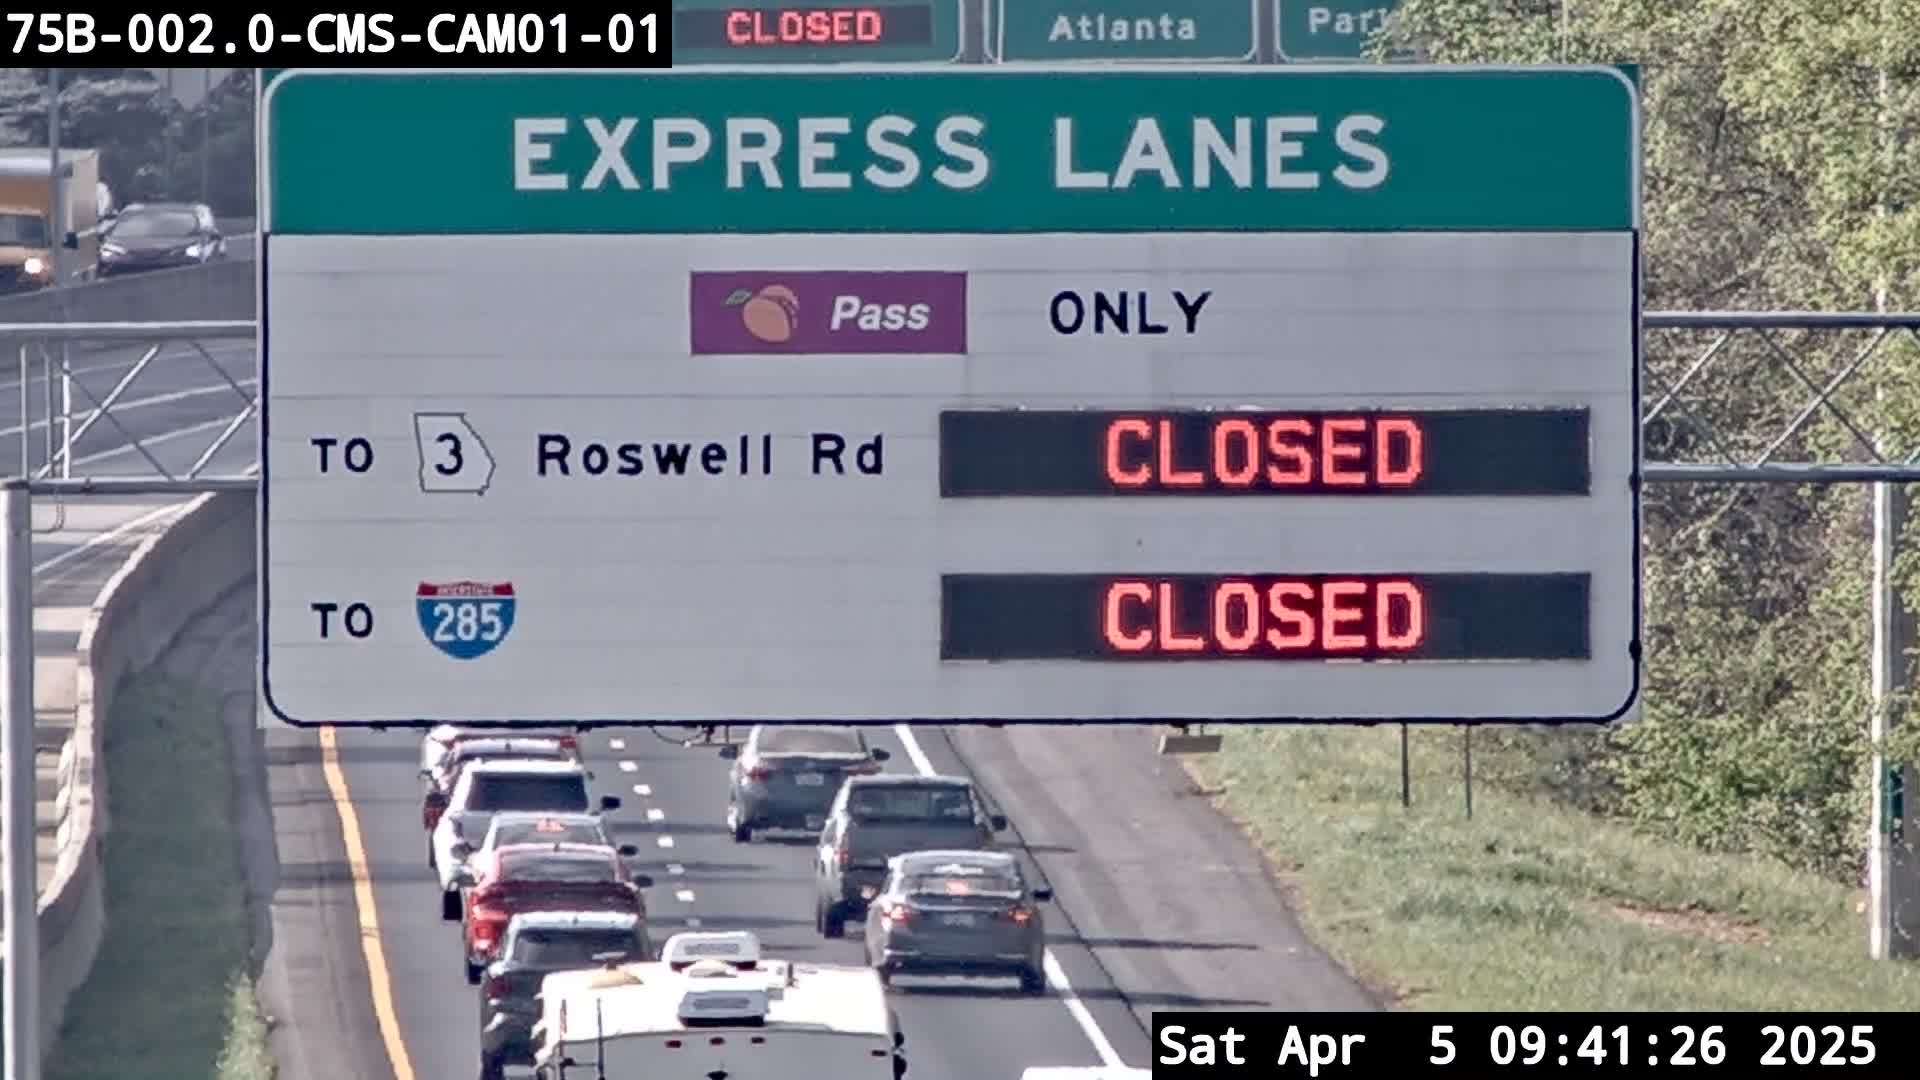 75B-002.0-CMS-CAM01-01
CLOSED
Atlanta
EXPRESS LANES
Pass ONLY
TO 3 Roswell Rd CLOSED
TO INTERSTATE 285 CLOSED
Sat Apr 5 09:41:26 2025